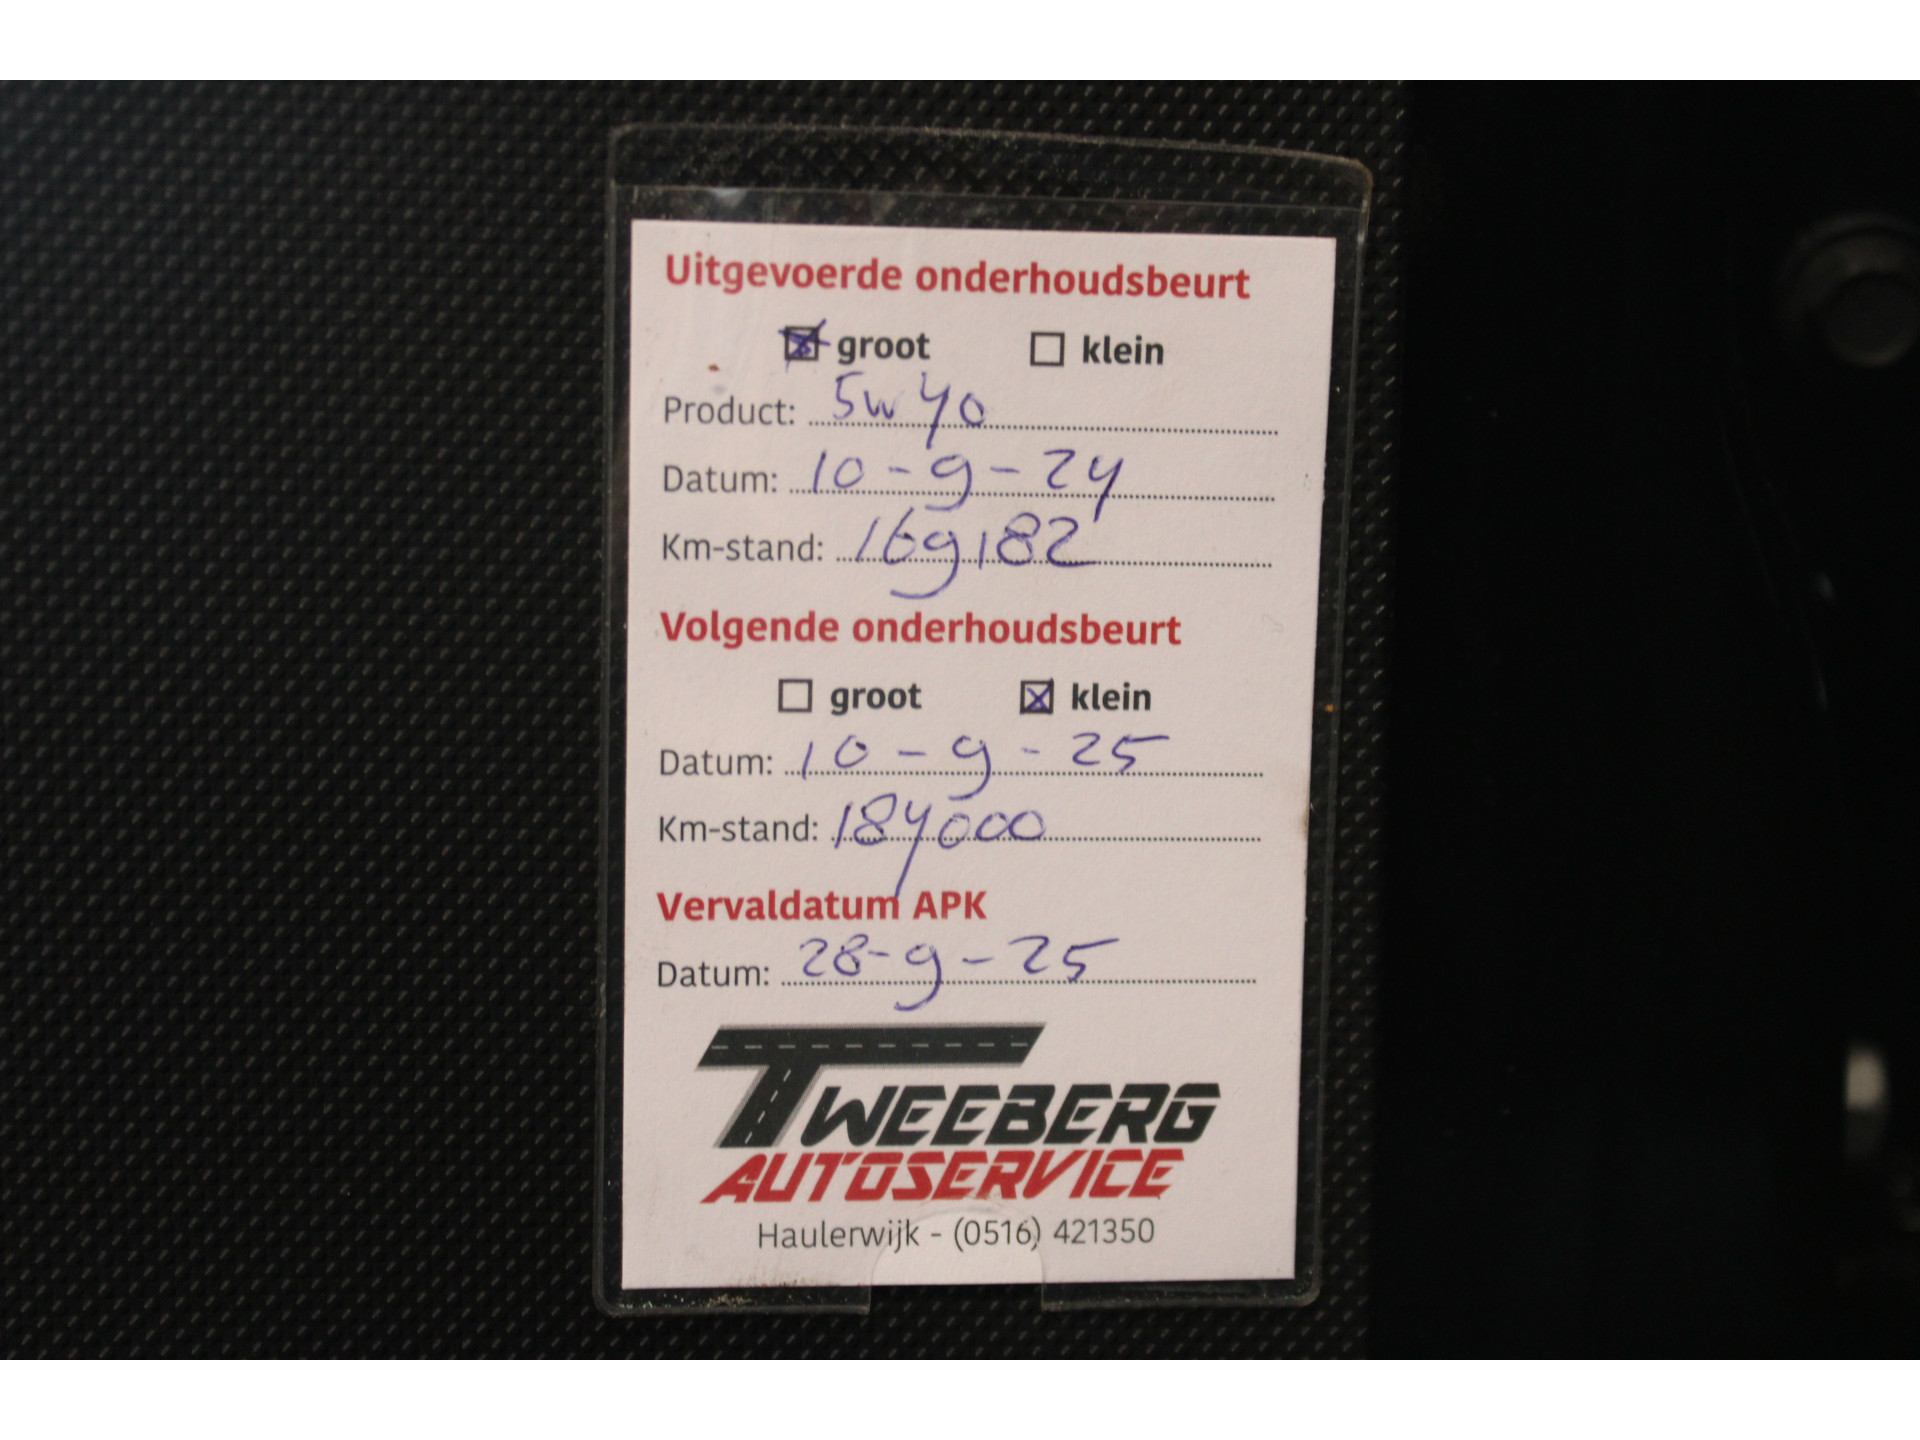 Uitgevoerde onderhoudsbeurt
groot klein
Product: 5w40
Datum: 10-9-24
Km-stand: 169182
Volgende onderhoudsbeurt
groot klein
Datum: 10-9-25
Km-stand: 184000
Vervaldatum APK
Datum: 28-9-25
TWEEBERG
AUTOSERVICE
Haulerwijk - (0516) 421350